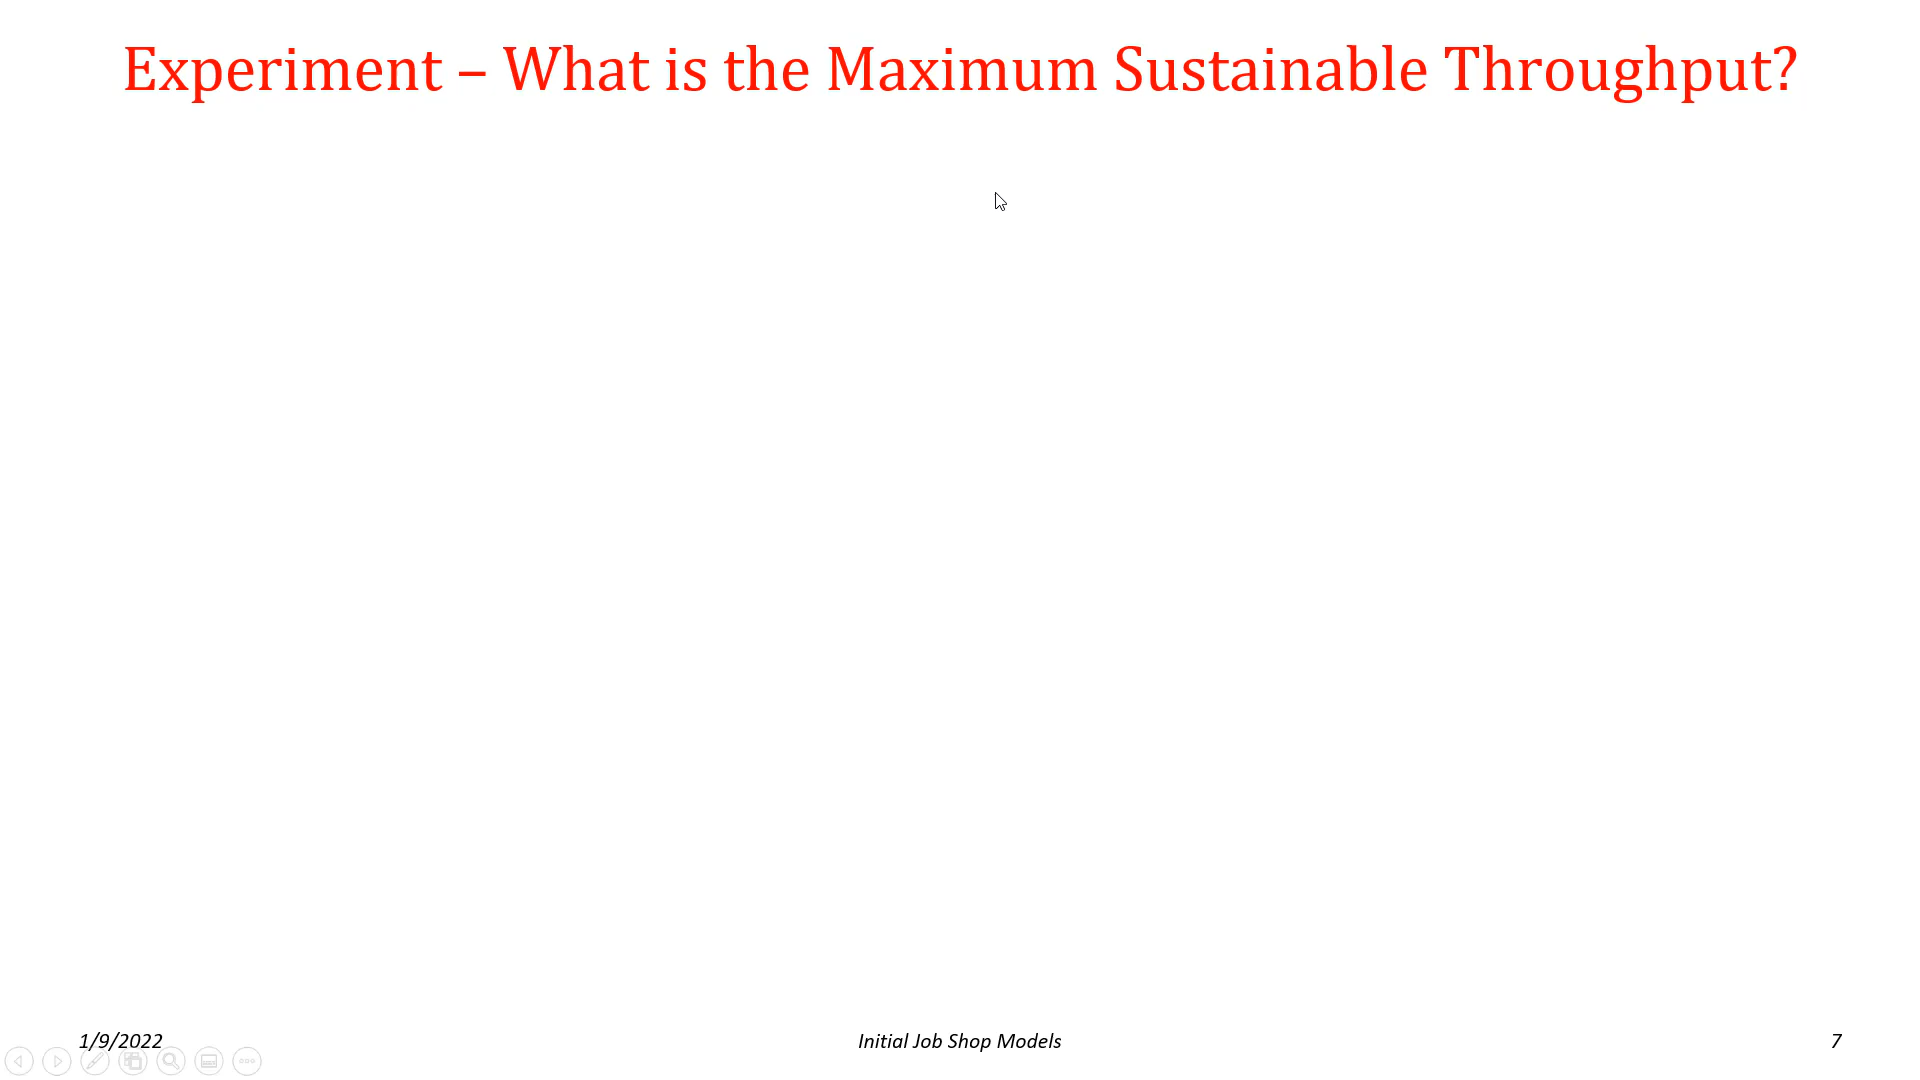 Experiment – What is the Maximum Sustainable Throughput?
1/9/2022
Initial Job Shop Models
7